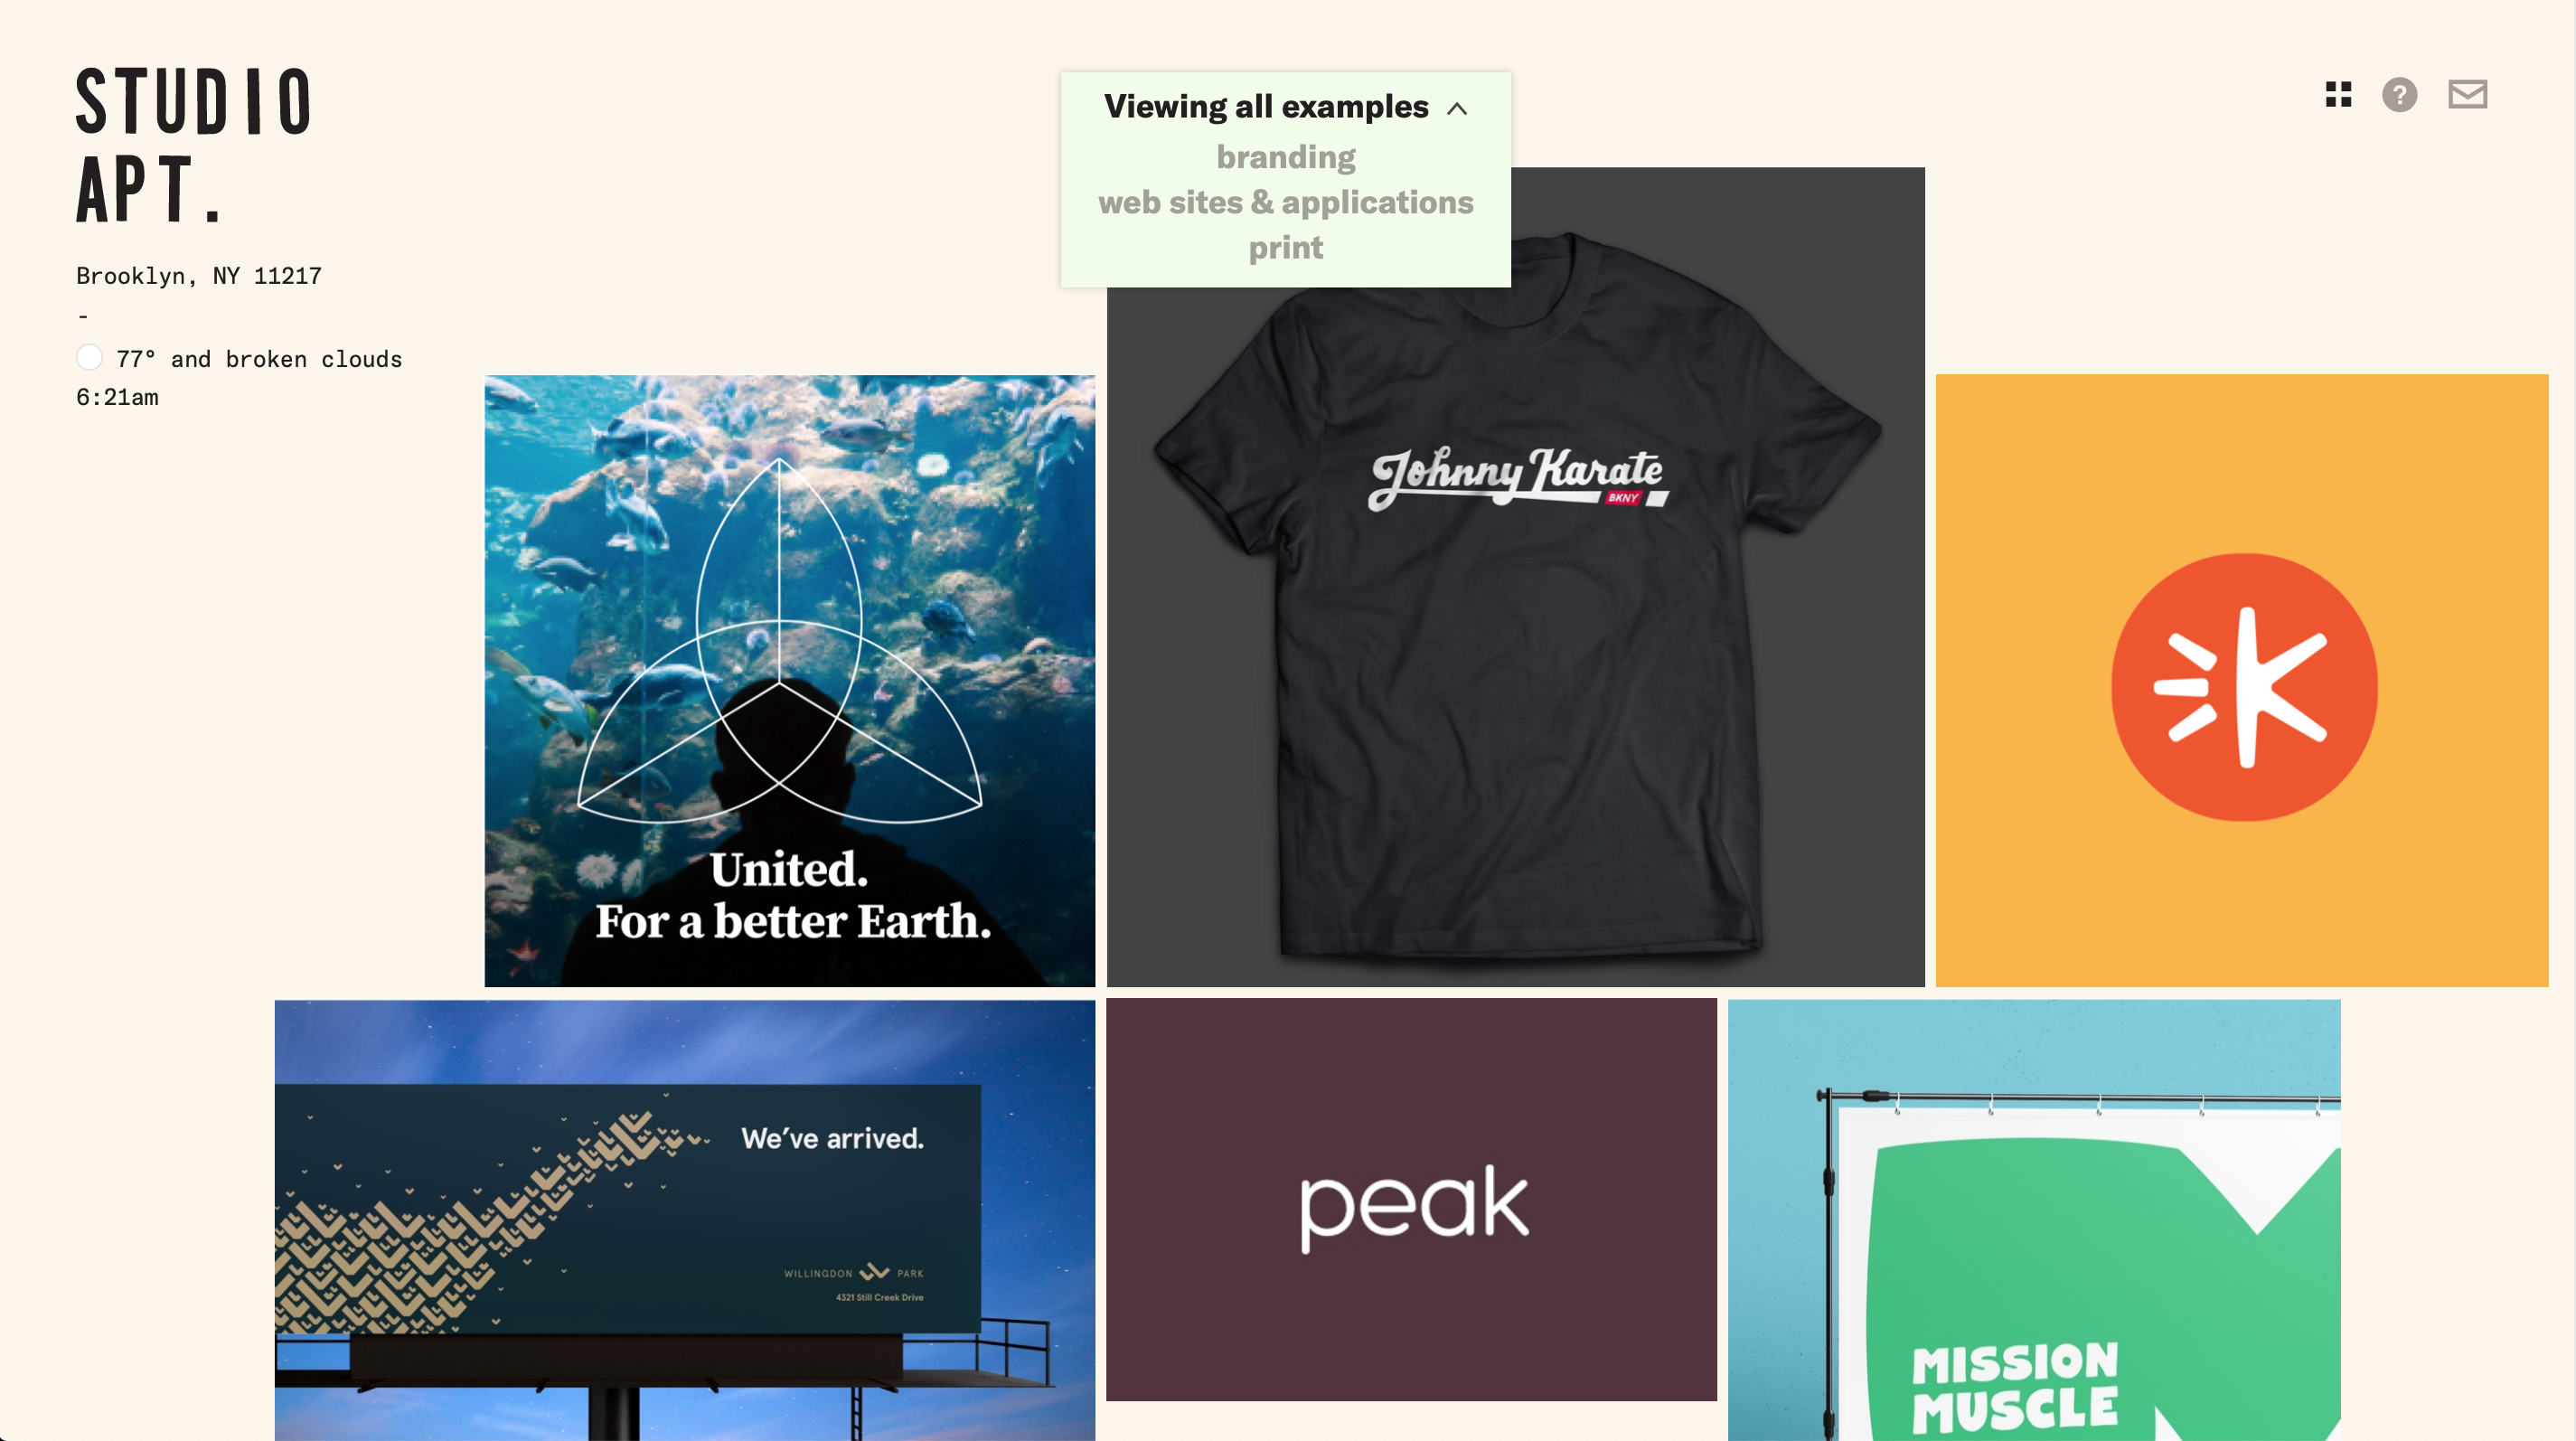 STUDIO
APT.
Brooklyn, NY 11217
-
77° and broken clouds
6:21am
Viewing all examples
branding
web sites & applications
print
?
United.
For a better Earth.
Johnny Karate
BKNY
K
We've arrived.
WILLINGDON PARK
4321 Still Creek Drive
peak
MISSION
MUSCLE